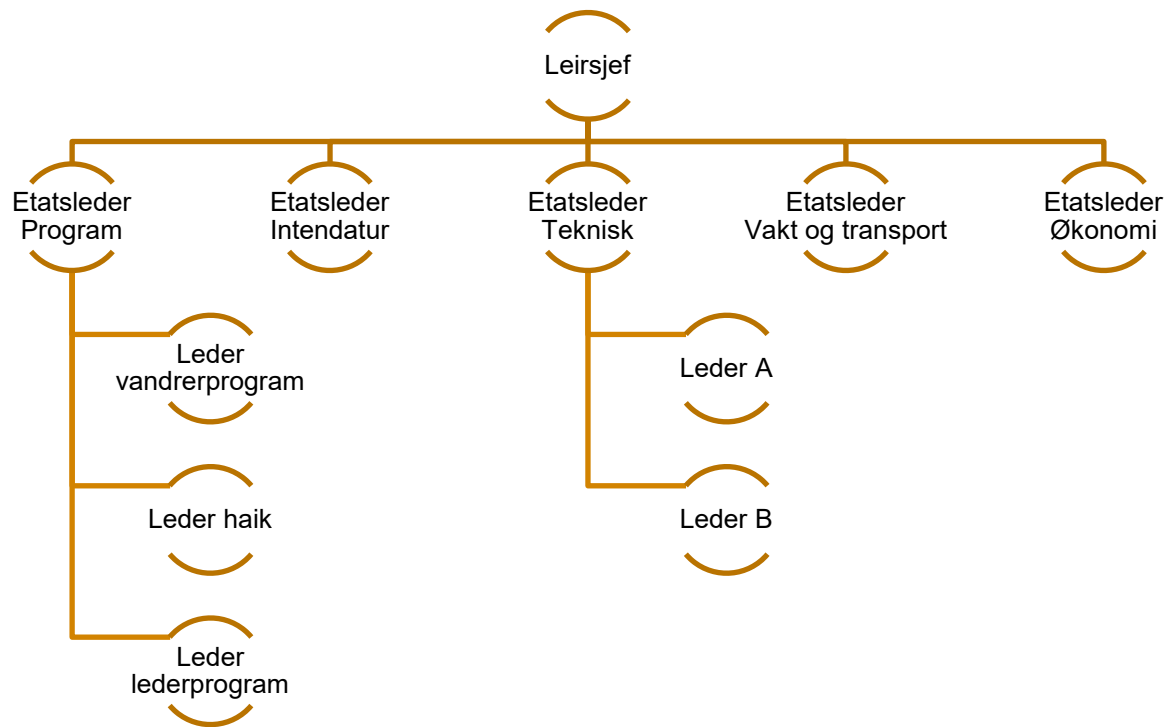 Leirsjef
Etatsleder
Program
Etatsleder
Intendatur
Etatsleder
Teknisk
Etatsleder
Vakt og transport
Etatsleder
Økonomi
Leder
vandrerprogram
Leder haik
Leder
lederprogram
Leder A
Leder B